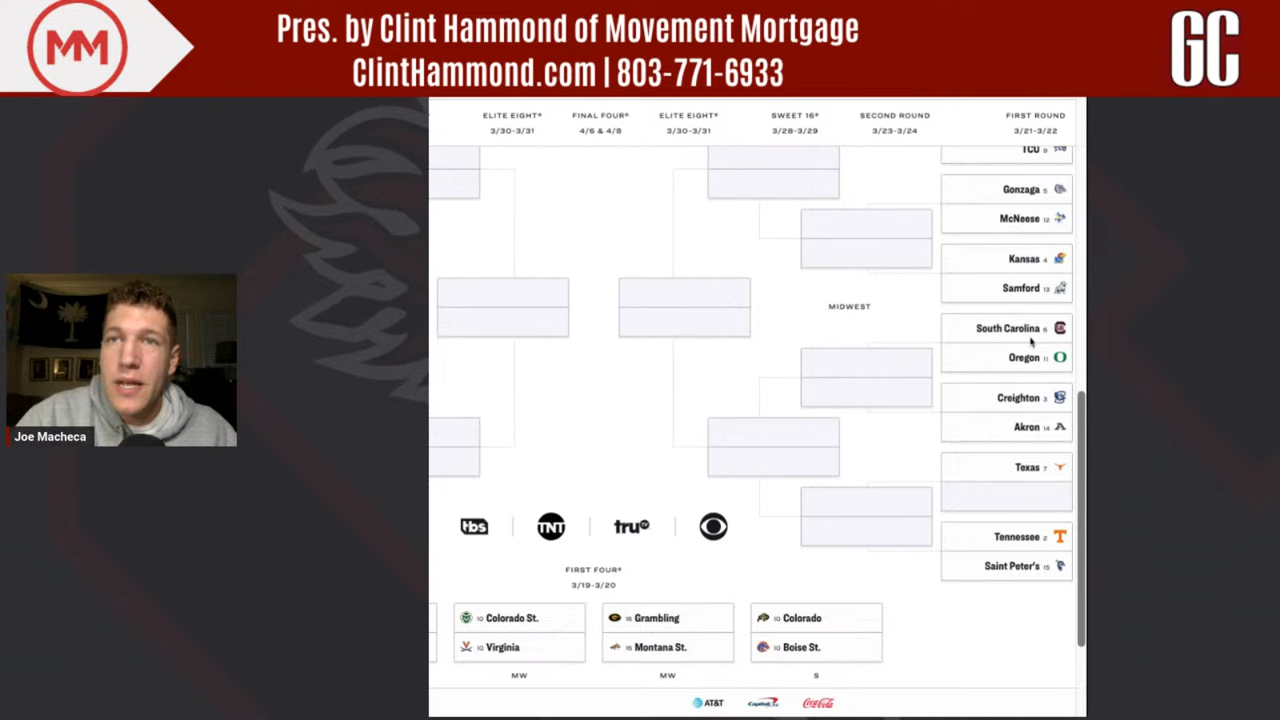 MM
Pres. by Clint Hammond of Movement Mortgage
ClintHammond.com | 803-771-6933
GC
ELITE EIGHT® FINAL FOUR® ELITE EIGHT® SWEET 16® SECOND ROUND FIRST ROUND
3/30-3/31 4/6 & 4/8 3/30-3/31 3/28-3/29 3/23-3/24 3/21-3/22
TCU 9
Gonzaga 5
McNeese 12
Kansas 4
Samford 13
MIDWEST
South Carolina 6
Oregon 11
Creighton 3
Akron 14
Texas 7
Tennessee 2
Saint Peter's 15
Joe Macheca
tbs TNT truTV
FIRST FOUR®
3/19-3/20
10 Colorado St.
10 Virginia
MW
16 Grambling
16 Montana St.
MW
10 Colorado
10 Boise St.
S
AT&T Capital One Coca-Cola